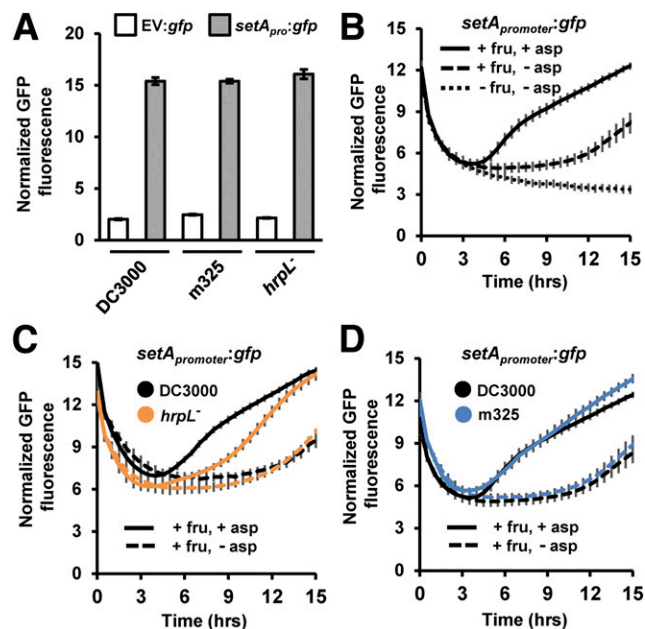 A
EV:gfp
setApro:gfp
Normalized GFP
fluorescence
20
15
10
5
0
DC3000
m325
hrpL-
B
setApromoter:gfp
+ fru, + asp
+ fru, - asp
- fru, - asp
Normalized GFP
fluorescence
15
12
9
6
3
0
0 3 6 9 12 15
Time (hrs)
C
setApromoter:gfp
DC3000
hrpL-
Normalized GFP
fluorescence
15
12
9
6
3
0
+ fru, + asp
+ fru, - asp
0 3 6 9 12 15
Time (hrs)
D
setApromoter:gfp
DC3000
m325
Normalized GFP
fluorescence
15
12
9
6
3
0
+ fru, + asp
+ fru, - asp
0 3 6 9 12 15
Time (hrs)